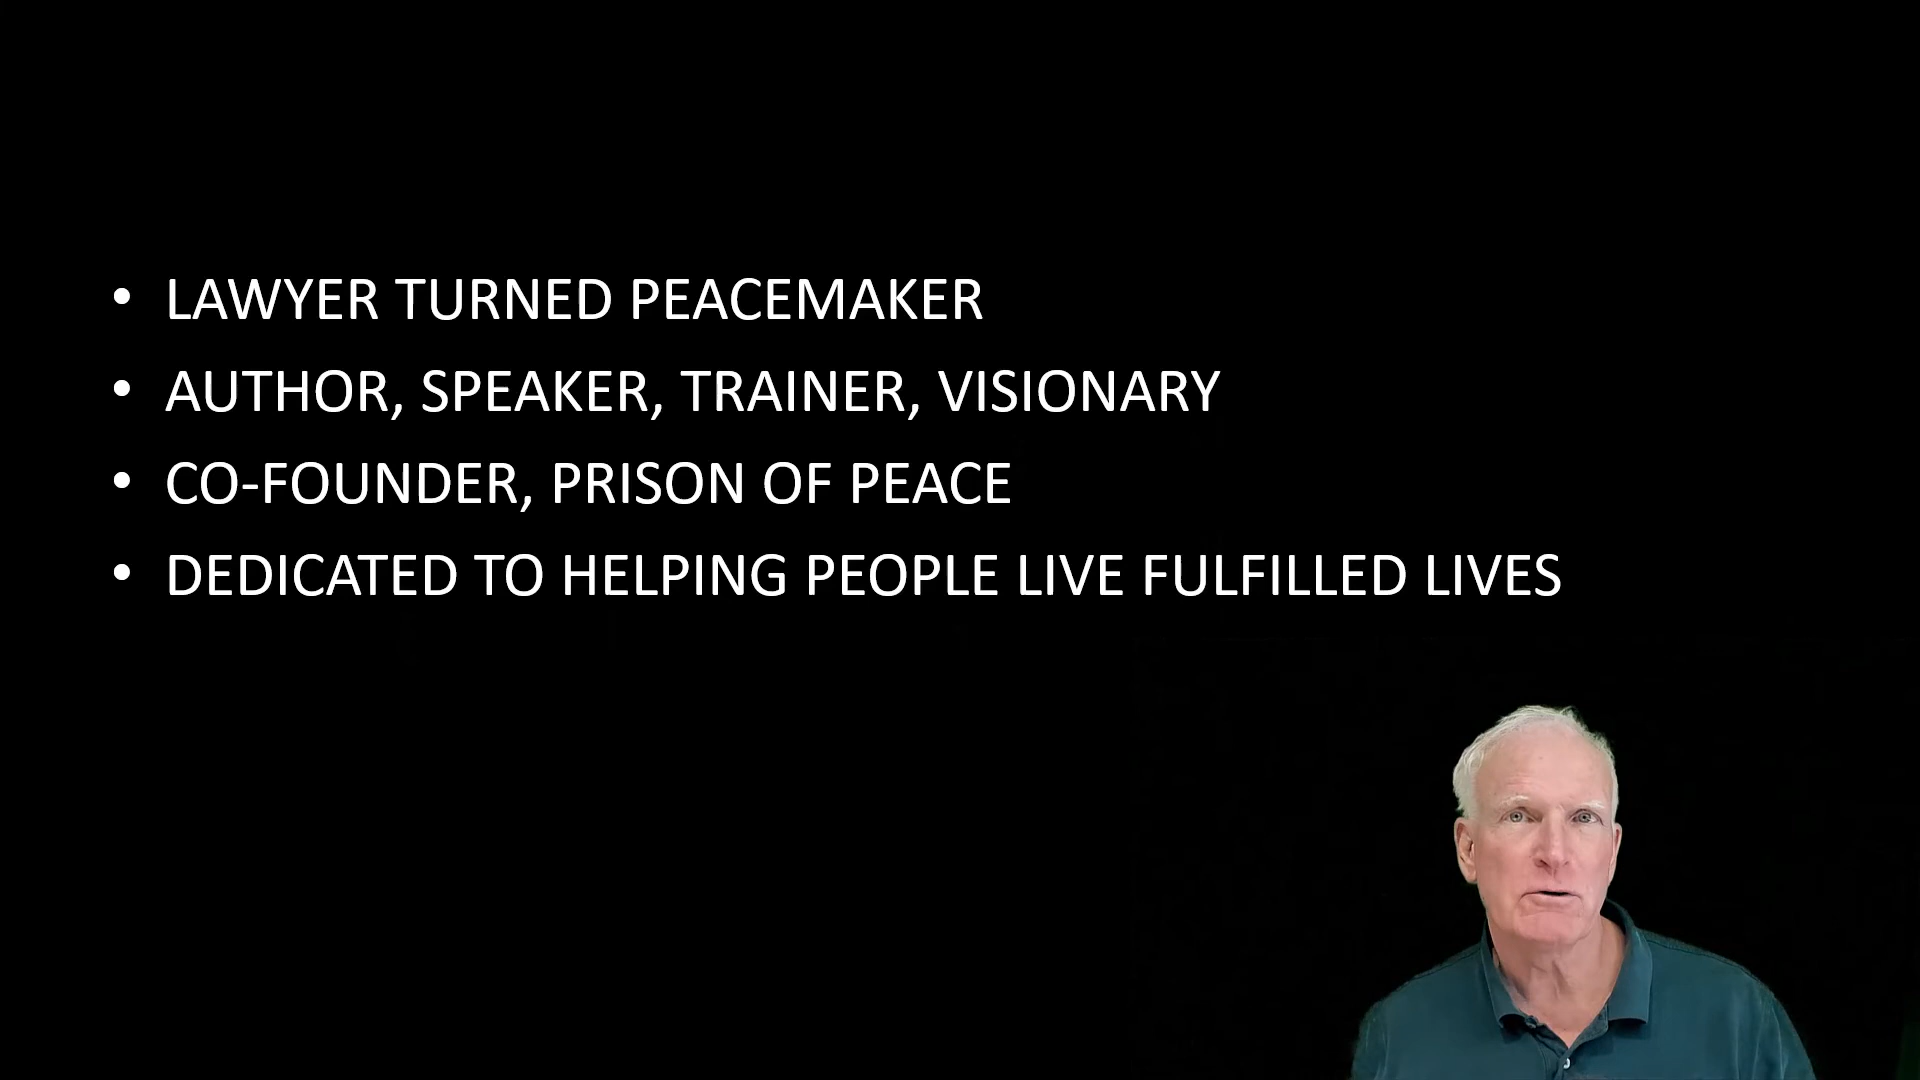 • LAWYER TURNED PEACEMAKER
• AUTHOR, SPEAKER, TRAINER, VISIONARY
• CO-FOUNDER, PRISON OF PEACE
• DEDICATED TO HELPING PEOPLE LIVE FULFILLED LIVES